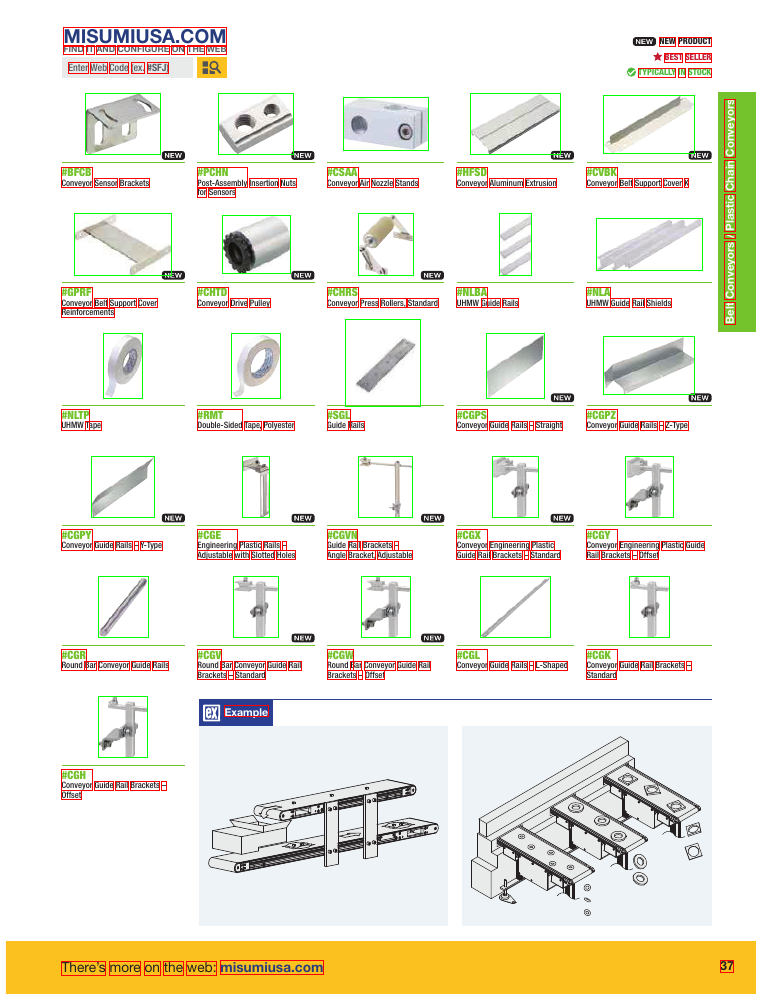 MISUMIUSA.COM
FIND IT AND CONFIGURE ON THE WEB
Enter Web Code (ex. #SFJ)
NEW NEW PRODUCT
BEST SELLER
TYPICALLY IN STOCK
Belt Conveyors / Plastic Chain Conveyors
NEW
#BFCB
Conveyor Sensor Brackets
NEW
#PCHN
Post-Assembly Insertion Nuts
for Sensors
#CSAA
Conveyor Air Nozzle Stands
NEW
#HFSD
Conveyor Aluminum Extrusion
NEW
#CVBK
Conveyor Belt Support Cover K
NEW
#GPRF
Conveyor Belt Support Cover
Reinforcements
NEW
#CHTD
Conveyor Drive Pulley
NEW
#CHRS
Conveyor Press Rollers, Standard
#NLBA
UHMW Guide Rails
#NLA
UHMW Guide Rail Shields
#NLTP
UHMW Tape
#RMT
Double-Sided Tape, Polyester
#SGL
Guide Rails
NEW
#CGPS
Conveyor Guide Rails – Straight
NEW
#CGPZ
Conveyor Guide Rails – Z-Type
NEW
#CGPY
Conveyor Guide Rails – Y-Type
NEW
#CGE
Engineering Plastic Rails –
Adjustable with Slotted Holes
NEW
#CGVN
Guide Rail Brackets –
Angle Bracket, Adjustable
NEW
#CGX
Conveyor Engineering Plastic
Guide Rail Brackets – Standard
#CGY
Conveyor Engineering Plastic Guide
Rail Brackets – Offset
#CGR
Round Bar Conveyor Guide Rails
NEW
#CGV
Round Bar Conveyor Guide Rail
Brackets – Standard
NEW
#CGW
Round Bar Conveyor Guide Rail
Brackets – Offset
#CGL
Conveyor Guide Rails – L-Shaped
#CGK
Conveyor Guide Rail Brackets –
Standard
#CGH
Conveyor Guide Rail Brackets –
Offset
ex Example
There's more on the web: misumiusa.com
37